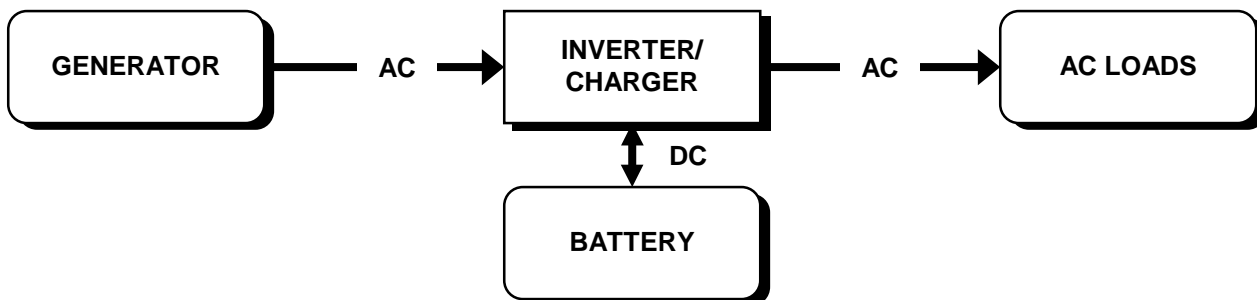 GENERATOR
AC
INVERTER/
CHARGER
AC
AC LOADS
DC
BATTERY